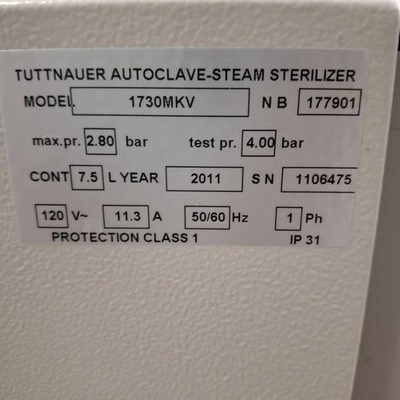 TUTTNAUER AUTOCLAVE-STEAM STERILIZER
MODEL 1730MKV N B 177901
max.pr. 2.80 bar test pr. 4.00 bar
CONT 7.5 L YEAR 2011 S N 1106475
120 V~ 11.3 A 50/60 Hz 1 Ph
PROTECTION CLASS 1 IP 31